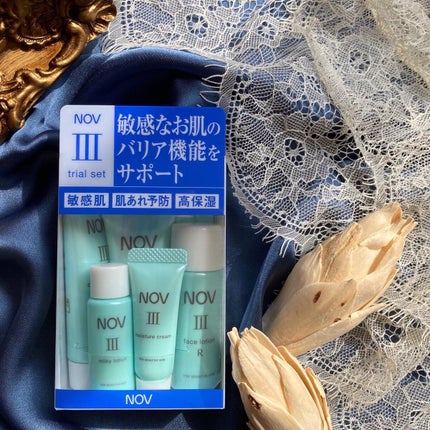 NOV
III
trial set
敏感なお肌の
バリア機能を
サポート
敏感肌
肌あれ予防
高保湿
III
NOV
III
milky lotion
NOV
III
moisture cream
NOV
III
face lotion
R
NOV